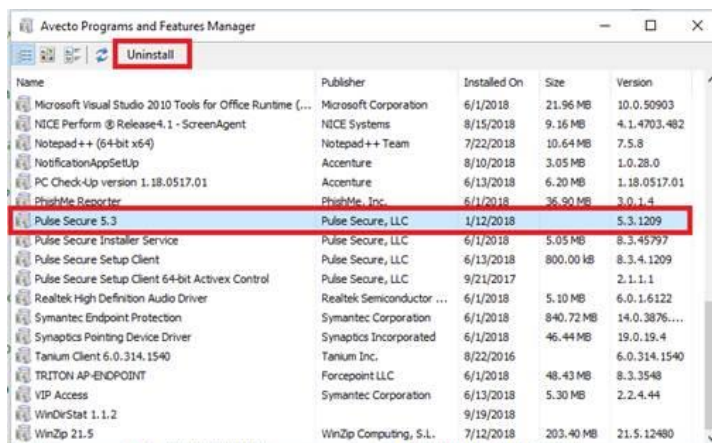 Avecto Programs and Features Manager
Uninstall
Name Publisher Installed On Size Version
Microsoft Visual Studio 2010 Tools for Office Runtime (... Microsoft Corporation 6/1/2018 21.96 MB 10.0.50903
NICE Perform ® Release4.1 - ScreenAgent NICE Systems 8/15/2018 9.16 MB 4.1.4703.482
Notepad++ (64-bit x64) Notepad++ Team 7/22/2018 10.64 MB 7.5.8
NotificationAppSetUp Accenture 8/10/2018 3.05 MB 1.0.28.0
PC Check-Up version 1.18.0517.01 Accenture 6/13/2018 6.20 MB 1.18.0517.01
PhishMe Reporter PhishMe, Inc. 6/1/2018 36.90 MB 3.0.1.4
Pulse Secure 5.3 Pulse Secure, LLC 1/12/2018 5.3.1209
Pulse Secure Installer Service Pulse Secure, LLC 6/1/2018 5.05 MB 8.3.45797
Pulse Secure Setup Client Pulse Secure, LLC 6/13/2018 800.00 kB 8.3.4.1209
Pulse Secure Setup Client 64-bit Activex Control Pulse Secure, LLC 9/21/2017 2.1.1.1
Realtek High Definition Audio Driver Realtek Semiconductor ... 6/1/2018 5.10 MB 6.0.1.6122
Symantec Endpoint Protection Symantec Corporation 6/1/2018 840.72 MB 14.0.3876....
Synaptics Pointing Device Driver Synaptics Incorporated 6/1/2018 46.44 MB 19.0.19.4
Tanium Client 6.0.314.1540 Tanium Inc. 8/22/2016 6.0.314.1540
TRITON AP-ENDPOINT Forcepoint LLC 6/1/2018 48.43 MB 8.3.3548
VIP Access Symantec Corporation 6/13/2018 5.30 MB 2.2.4.44
WinDirStat 1.1.2 9/19/2018
WinZip 21.5 WinZip Computing, S.L. 7/12/2018 203.40 MB 21.5.12480